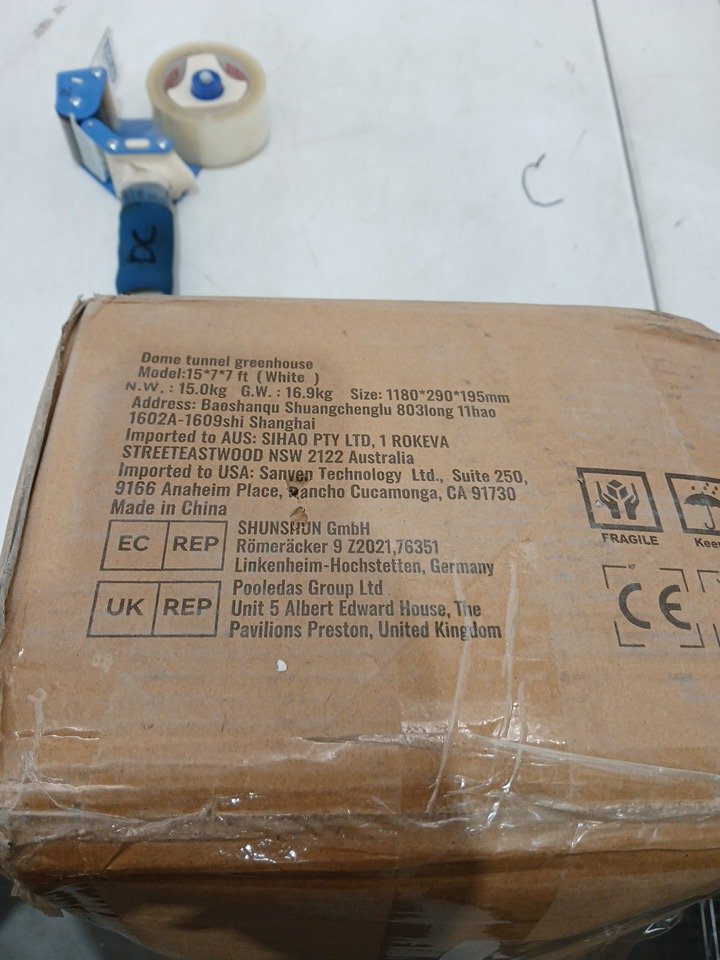 DC
C
Dome tunnel greenhouse
Model:15*7*7 ft (White )
N.W. : 15.0kg G.W. : 16.9kg Size: 1180*290*195mm
Address: Baoshanqu Shuangchenglu 803long 11hao
1602A-1609shi Shanghai
Imported to AUS: SIHAO PTY LTD, 1 ROKEVA
STREETEASTWOOD NSW 2122 Australia
Imported to USA: Sanven Technology Ltd., Suite 250,
9166 Anaheim Place, Rancho Cucamonga, CA 91730
Made in China
EC REP
SHUNSHUN GmbH
Römeräcker 9 Z2021,76351
Linkenheim-Hochstetten, Germany
UK REP
Pooledas Group Ltd
Unit 5 Albert Edward House, The
Pavilions Preston, United Kingdom
FRAGILE
Kee
CE